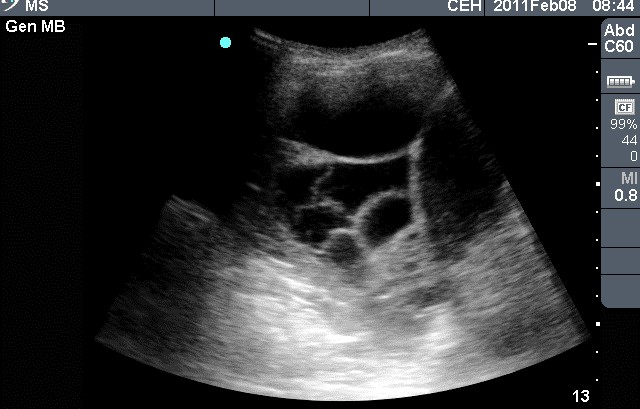 MS CEH 2011Feb08 08:44
Gen MB
Abd
C60
CF
99%
44
0
MI
0.8
13